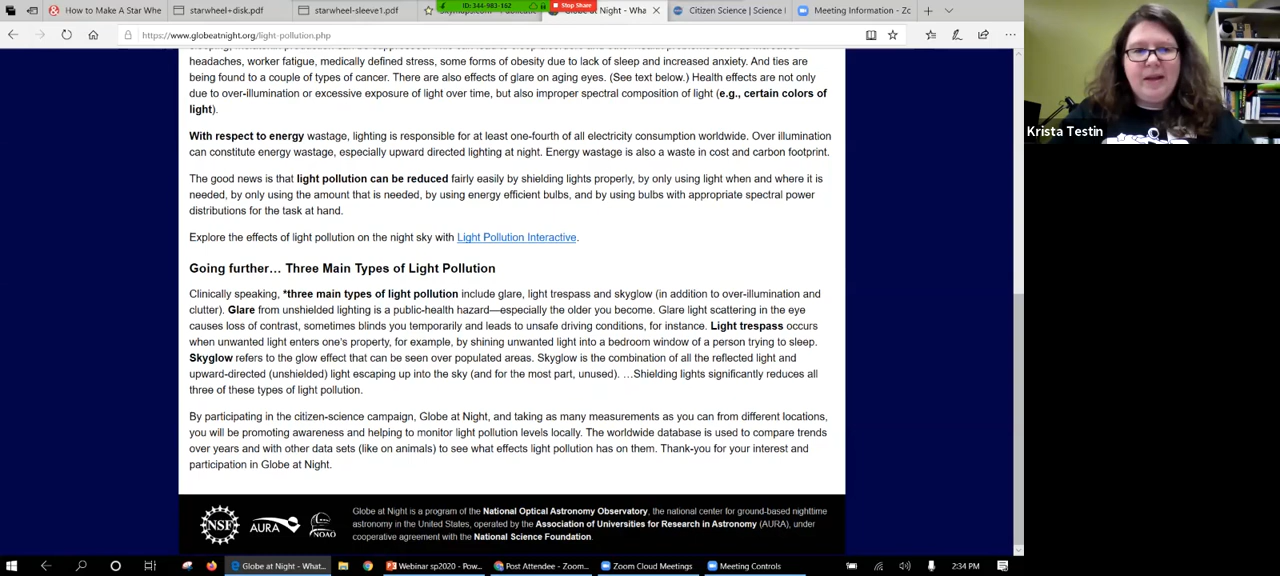 ID: 344-983-162
Stop Share
How to Make A Star Whe
starwheel+disk.pdf
starwheel-sleeve1.pdf
Globe at Night - Wha
Citizen Science | Science
Meeting Information - Zo
https://www.globeatnight.org/light-pollution.php
headaches, worker fatigue, medically defined stress, some forms of obesity due to lack of sleep and increased anxiety. And ties are
being found to a couple of types of cancer. There are also effects of glare on aging eyes. (See text below.) Health effects are not only
due to over-illumination or excessive exposure of light over time, but also improper spectral composition of light (e.g., certain colors of
light).
With respect to energy wastage, lighting is responsible for at least one-fourth of all electricity consumption worldwide. Over illumination
can constitute energy wastage, especially upward directed lighting at night. Energy wastage is also a waste in cost and carbon footprint.
The good news is that light pollution can be reduced fairly easily by shielding lights properly, by only using light when and where it is
needed, by only using the amount that is needed, by using energy efficient bulbs, and by using bulbs with appropriate spectral power
distributions for the task at hand.
Explore the effects of light pollution on the night sky with Light Pollution Interactive.
Going further… Three Main Types of Light Pollution
Clinically speaking, *three main types of light pollution include glare, light trespass and skyglow (in addition to over-illumination and
clutter). Glare from unshielded lighting is a public-health hazard—especially the older you become. Glare light scattering in the eye
causes loss of contrast, sometimes blinds you temporarily and leads to unsafe driving conditions, for instance. Light trespass occurs
when unwanted light enters one's property, for example, by shining unwanted light into a bedroom window of a person trying to sleep.
Skyglow refers to the glow effect that can be seen over populated areas. Skyglow is the combination of all the reflected light and
upward-directed (unshielded) light escaping up into the sky (and for the most part, unused). …Shielding lights significantly reduces all
three of these types of light pollution.
By participating in the citizen-science campaign, Globe at Night, and taking as many measurements as you can from different locations,
you will be promoting awareness and helping to monitor light pollution levels locally. The worldwide database is used to compare trends
over years and with other data sets (like on animals) to see what effects light pollution has on them. Thank-you for your interest and
participation in Globe at Night.
NSF
AURA
NOAO
Globe at Night is a program of the National Optical Astronomy Observatory, the national center for ground-based nighttime
astronomy in the United States, operated by the Association of Universities for Research in Astronomy (AURA), under
cooperative agreement with the National Science Foundation.
Krista Testin
Globe at Night - What...
Webinar sp2020 - Pow...
Post Attendee - Zoom...
Zoom Cloud Meetings
Meeting Controls
2:34 PM